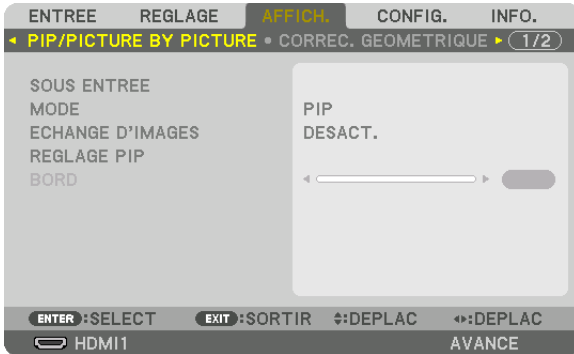 ENTREE REGLAGE AFFICH. CONFIG. INFO.
PIP/PICTURE BY PICTURE • CORREC. GEOMETRIQUE 1/2
SOUS ENTREE
MODE PIP
ECHANGE D'IMAGES DESACT.
REGLAGE PIP
BORD
ENTER :SELECT EXIT :SORTIR :DEPLAC :DEPLAC
HDMI1 AVANCE